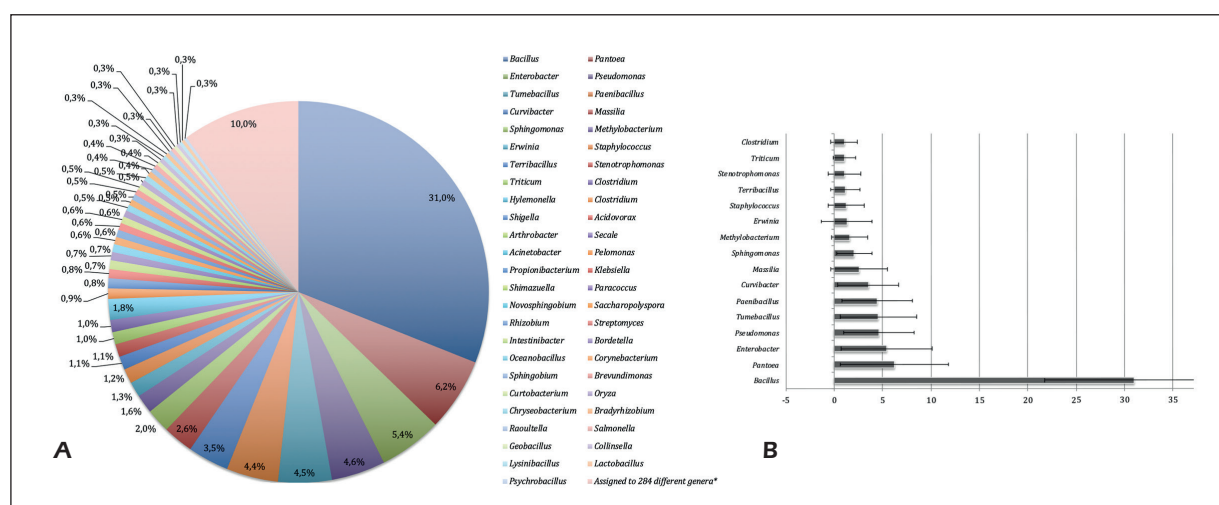 0,3%
0,3%
0,3%
0,3%
0,3%
0,3%
0,3%
0,3%
0,3%
0,3%
0,4%
0,4%
0,4%
0,5%
0,5%
0,5%
0,5%
0,5%
0,5%
0,5%
0,6%
0,6%
0,6%
0,6%
0,6%
0,7%
0,7%
0,7%
0,8%
0,8%
0,9%
1,8%
1,0%
1,0%
1,1%
1,1%
1,2%
1,3%
1,6%
2,0%
2,6%
3,5%
4,4%
4,5%
4,6%
5,4%
6,2%
31,0%
10,0%
A
Bacillus Pantoea
Enterobacter Pseudomonas
Tumebacillus Paenibacillus
Curvibacter Massilia
Sphingomonas Methylobacterium
Erwinia Staphylococcus
Terribacillus Stenotrophomonas
Triticum Clostridium
Hylemonella Clostridium
Shigella Acidovorax
Arthrobacter Secale
Acinetobacter Pelomonas
Propionibacterium Klebsiella
Shimazuella Paracoccus
Novosphingobium Saccharopolyspora
Rhizobium Streptomyces
Intestinibacter Bordetella
Oceanobacillus Corynebacterium
Sphingobium Brevundimonas
Curtobacterium Oryza
Chryseobacterium Bradyrhizobium
Raoultella Salmonella
Geobacillus Collinsella
Lysinibacillus Lactobacillus
Psychrobacillus Assigned to 284 different genera*
Clostridium
Triticum
Stenotrophomonas
Terribacillus
Staphylococcus
Erwinia
Methylobacterium
Sphingomonas
Massilia
Curvibacter
Paenibacillus
Tumebacillus
Pseudomonas
Enterobacter
Pantoea
Bacillus
-5 0 5 10 15 20 25 30 35
B